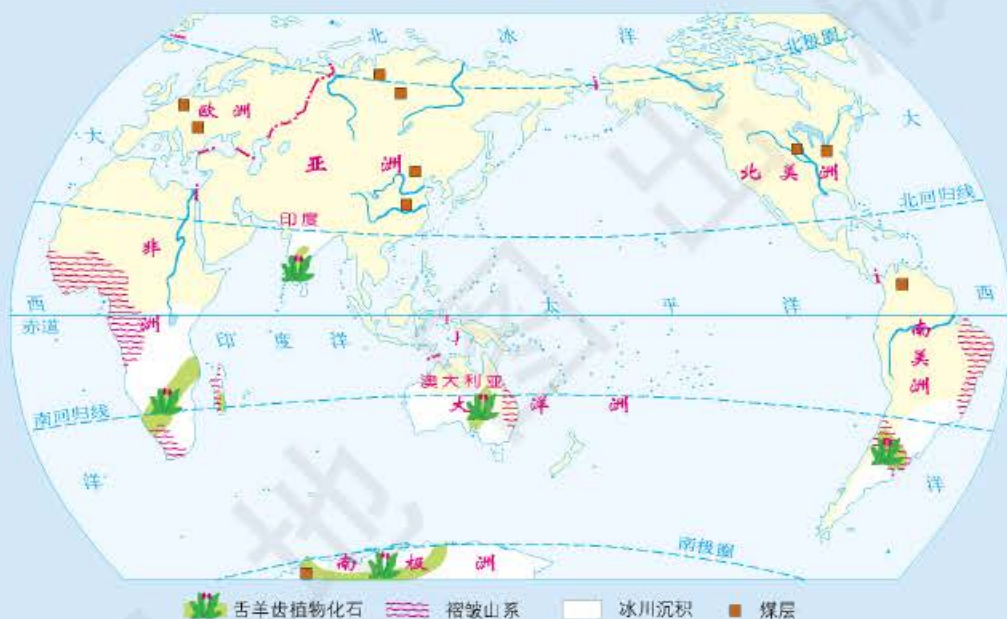 北 冰 洋
北极圈
欧 洲
大
大
亚 洲
北 美 洲
北回归线
印度
非
洲
西
赤道
印 度 洋
太 平 洋
西
南
美
洲
澳大利亚
大 洋 洲
南回归线
洋
洋
南 极 洲
南极圈
舌羊齿植物化石 褶皱山系 冰川沉积 煤层